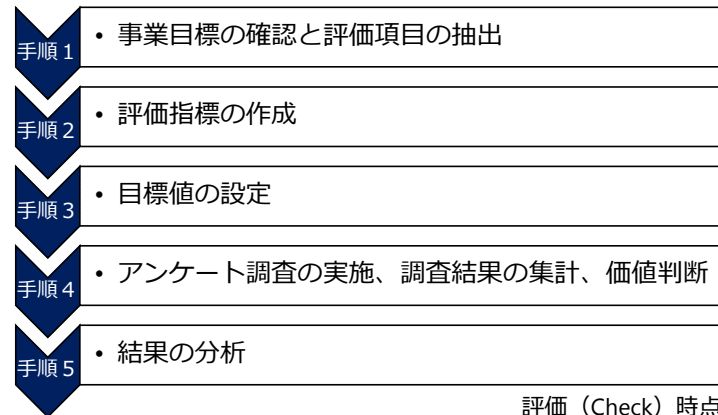 手順１
• 事業目標の確認と評価項目の抽出
手順２
• 評価指標の作成
手順３
• 目標値の設定
手順４
• アンケート調査の実施、調査結果の集計、価値判断
手順５
• 結果の分析
評価（Check）時点